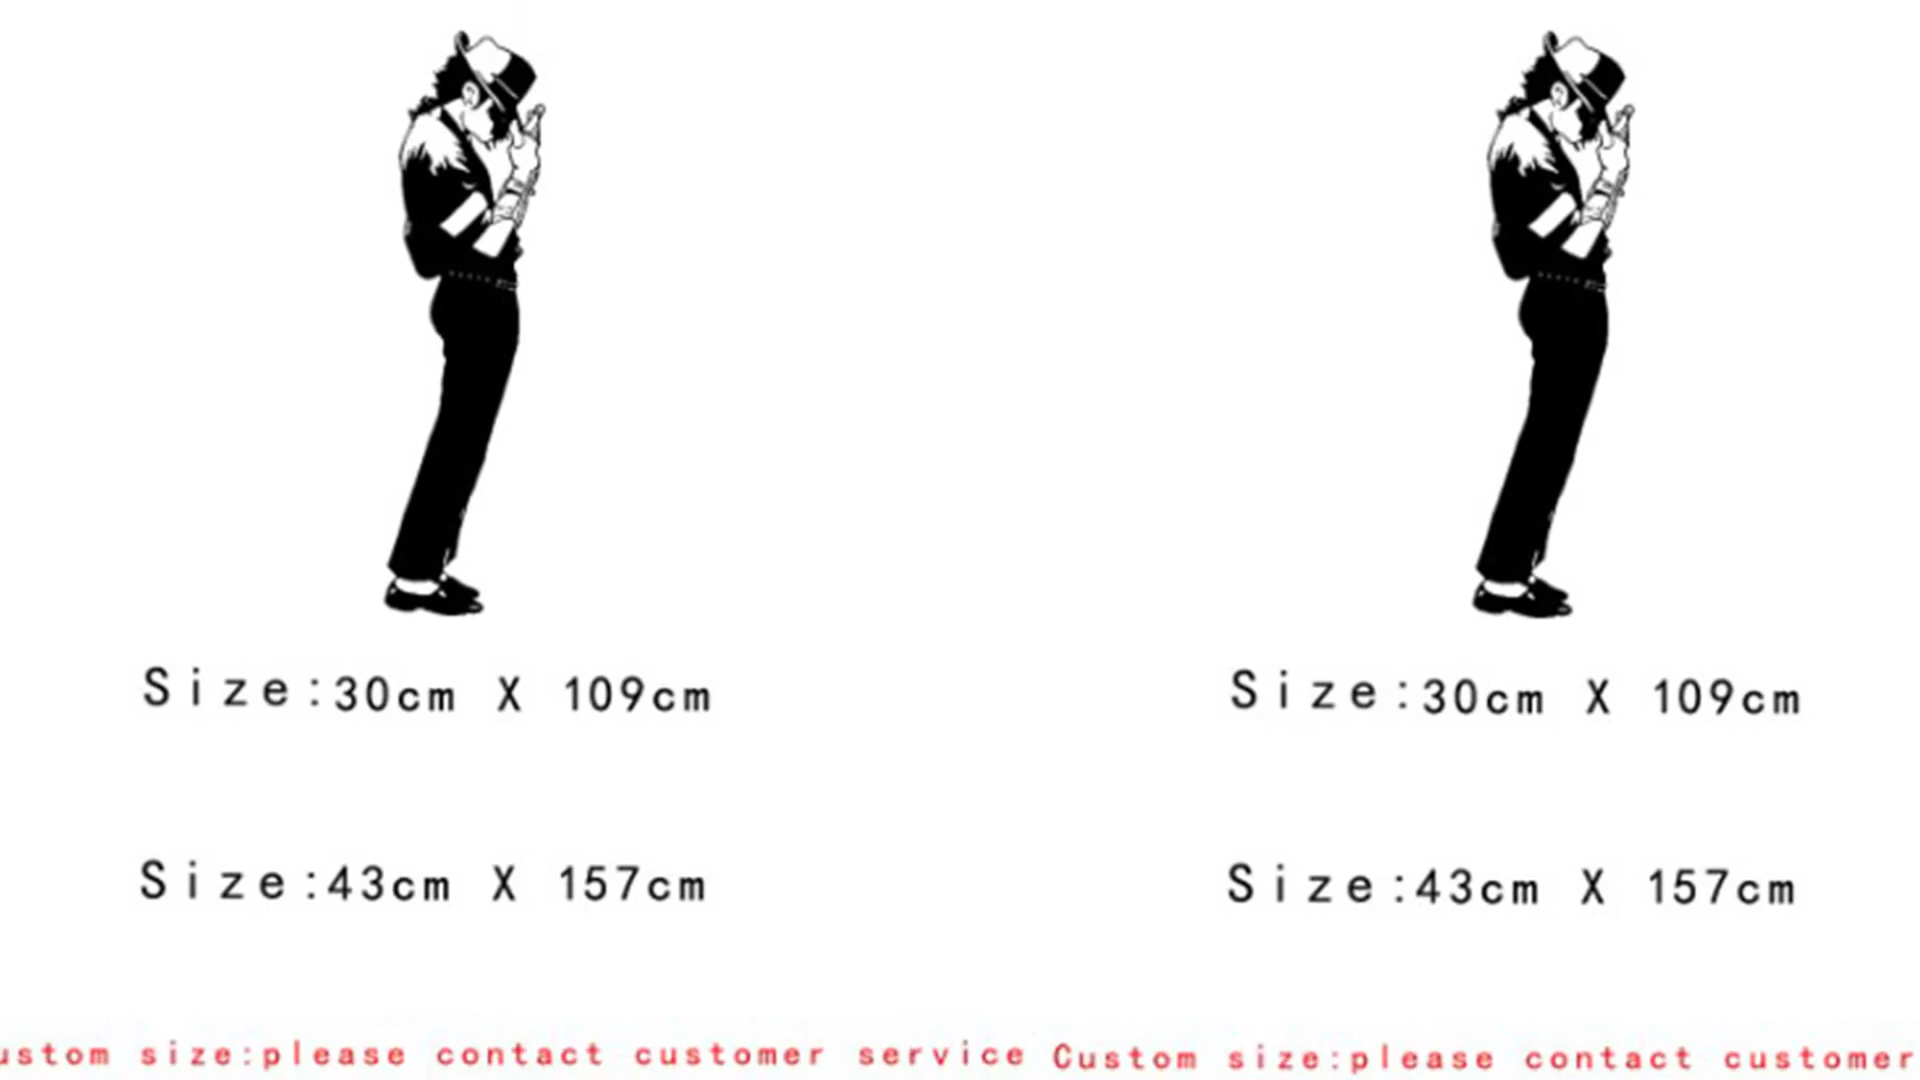 Size:30cm X 109cm
Size:30cm X 109cm
Size:43cm X 157cm
Size:43cm X 157cm
ustom size:please contact customer service
Custom size:please contact customer